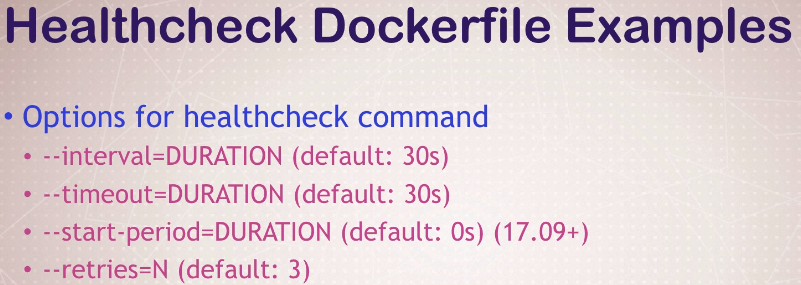 Healthcheck Dockerfile Examples
• Options for healthcheck command
• --interval=DURATION (default: 30s)
• --timeout=DURATION (default: 30s)
• --start-period=DURATION (default: 0s) (17.09+)
• --retries=N (default: 3)